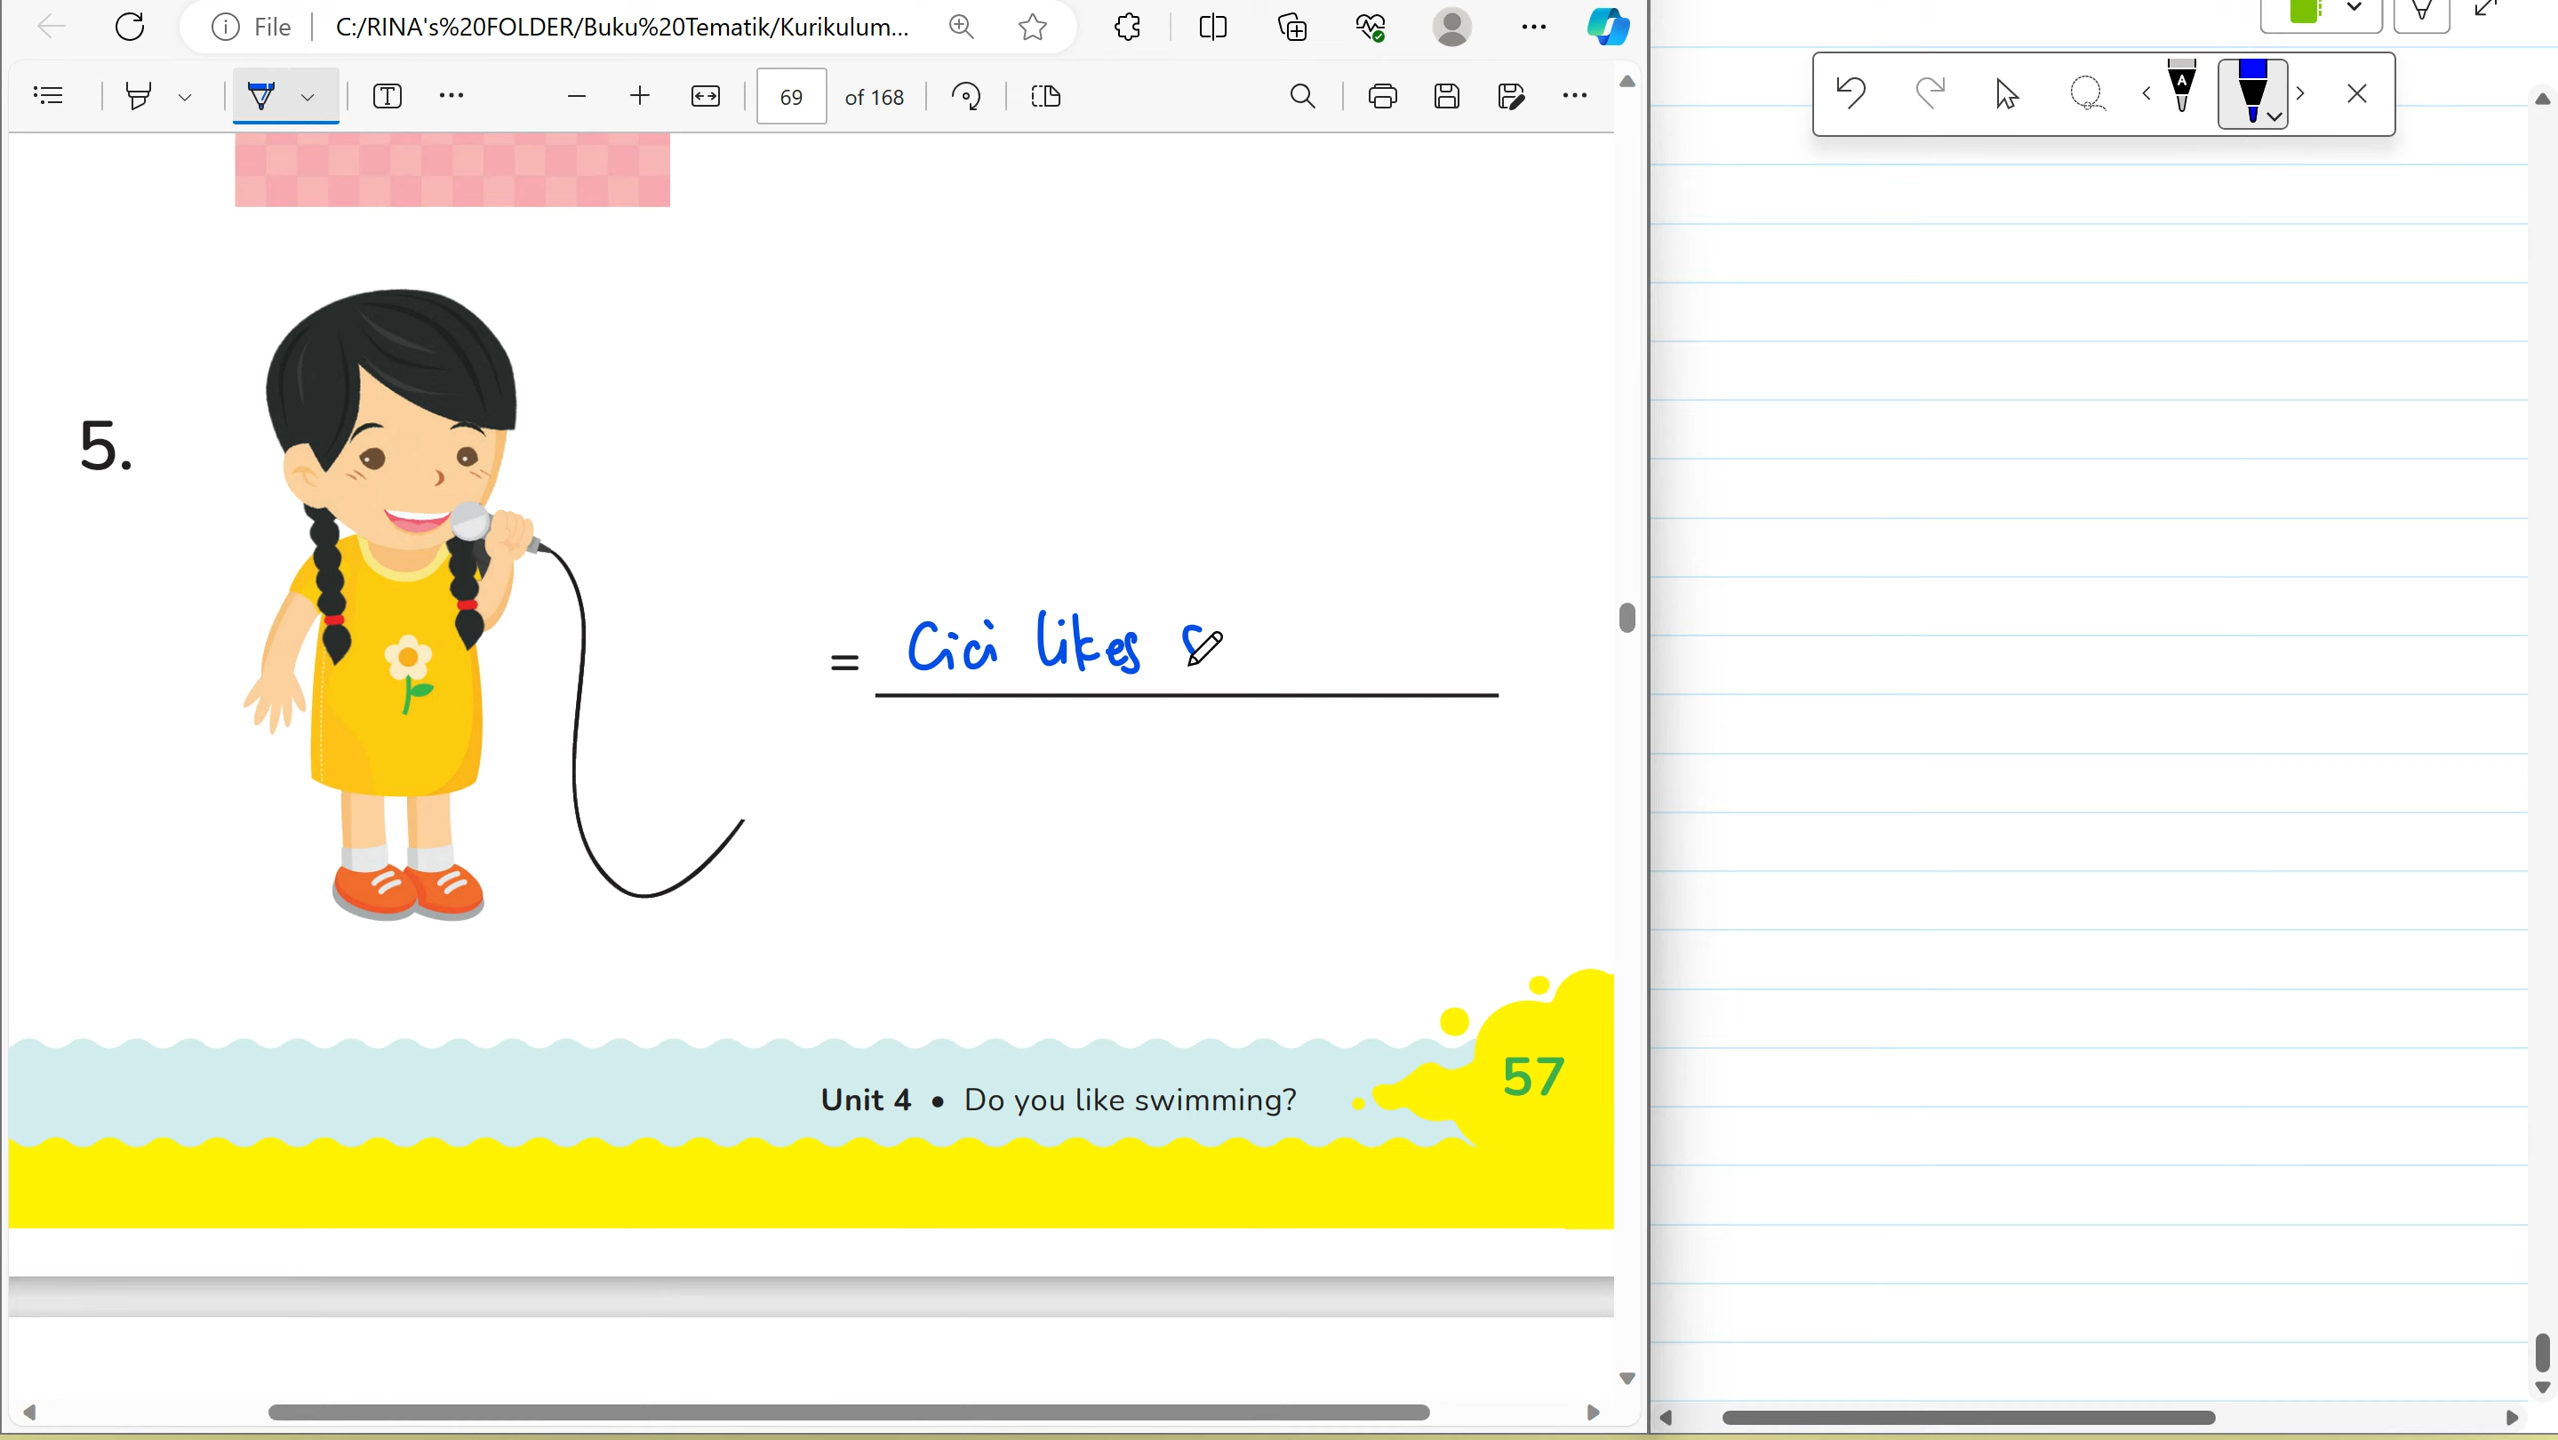 File C:/RINA's%20FOLDER/Buku%20Tematik/Kurikulum...
69 of 168
A
5.
= Cici likes s
57
Unit 4 • Do you like swimming?